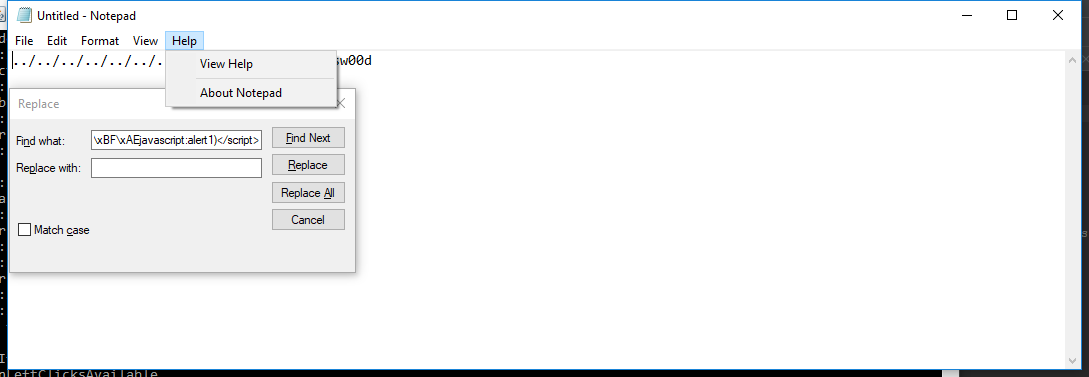 Untitled - Notepad
File Edit Format View Help
../../../../../../. sw00d
View Help
About Notepad
Replace
Find what: \xBF\xAEjavascript:alert1)</script> Find Next
Replace with: Replace
Replace All
Cancel
Match case
eftClicksAvailable